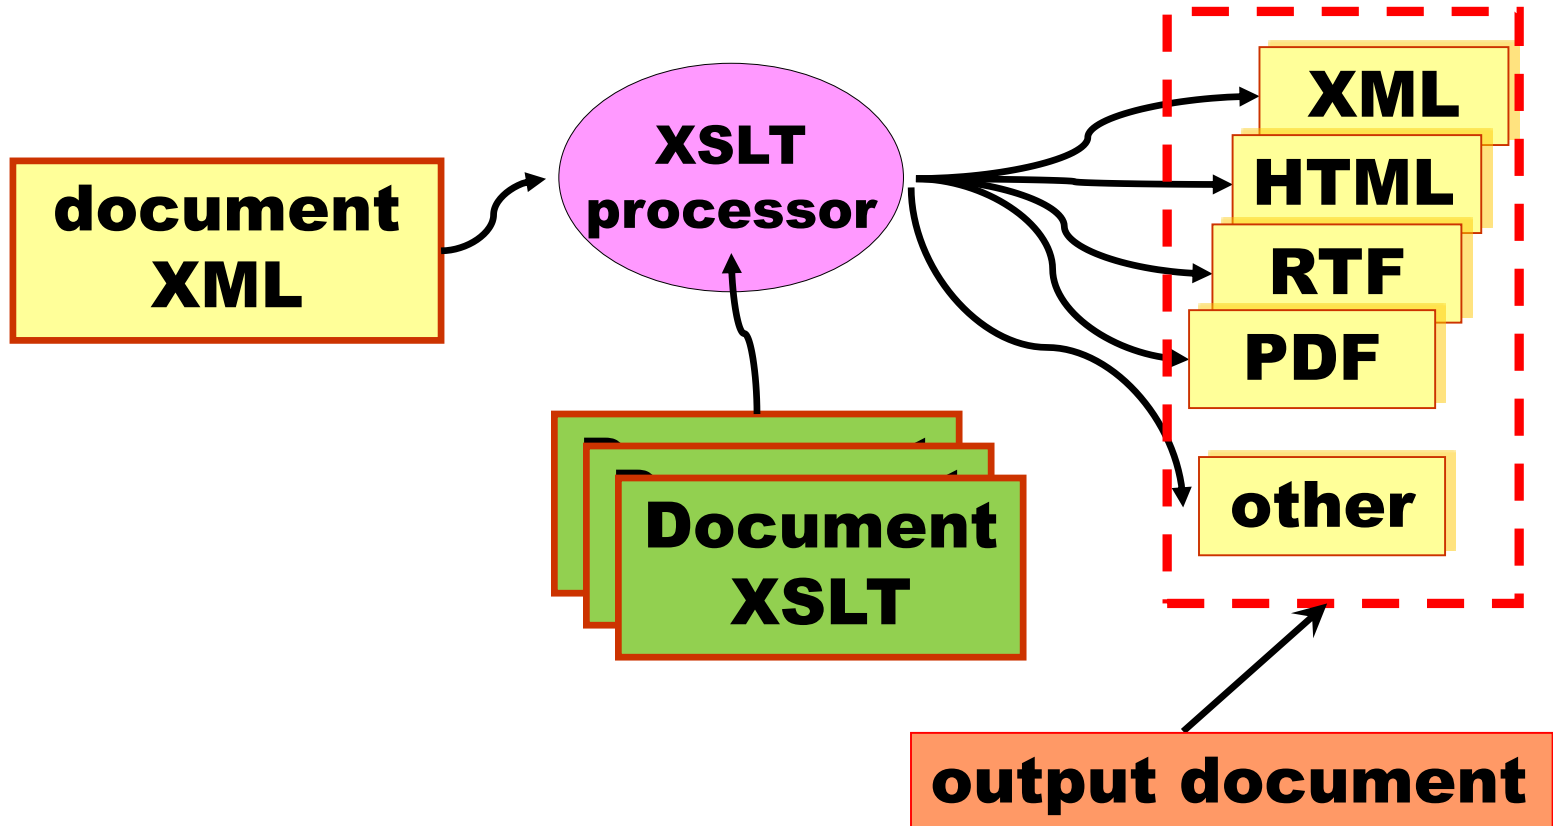 document
XML
XSLT
processor
XML
HTML
RTF
PDF
other
Document
XSLT
output document